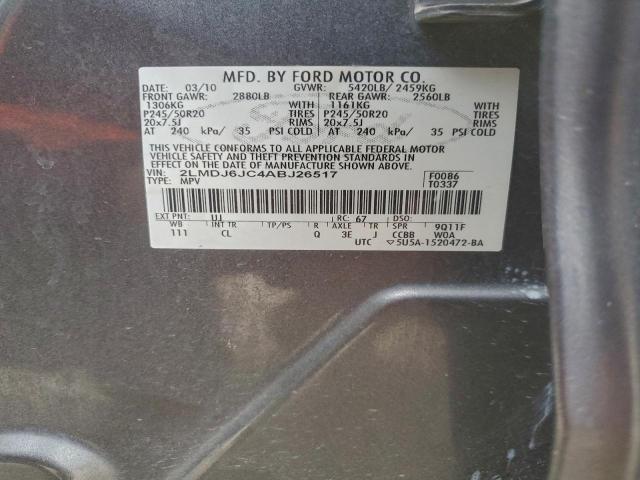 MFD. BY FORD MOTOR CO.
03/10 GVWR: 5420LB/ 2459KG
FRONT GAWR: 2880LB REAR GAWR: 2560LB
1306KG WITH 1161KG WITH
P245/50R20 TIRES P245/50R20 TIRES
20x7.5J RIMS 20x7.5J RIMS
AT 240 kPa/ 35 PSI COLD AT 240 kPa/ 35 PSI COLD
THIS VEHICLE CONFORMS TO ALL APPLICABLE FEDERAL MOTOR
VEHICLE SAFETY AND THEFT PREVENTION STANDARDS IN
EFFECT ON THE DATE OF MANUFACTURE SHOWN ABOVE.
VIN: 2LMDJ6JC4ABJ26517 F0086
TYPE: MPV T0337
EXT PNT: UJ RC: 67 DSO:
WB INT TR TP/PS R AXLE TR SPR 9Q11F
111 CL Q 3E J CCBB WOA
UTC ▽5U5A-1520472-BA